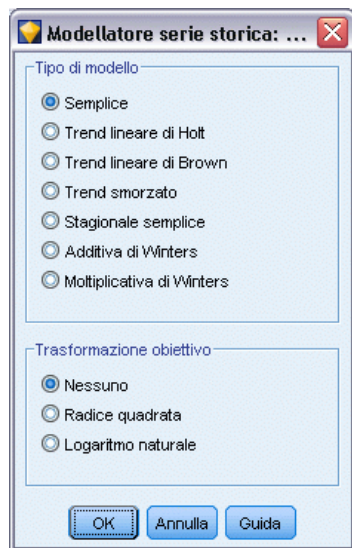 Modellatore serie storica: ...
Tipo di modello
Semplice
Trend lineare di Holt
Trend lineare di Brown
Trend smorzato
Stagionale semplice
Additiva di Winters
Moltiplicativa di Winters
Trasformazione obiettivo
Nessuno
Radice quadrata
Logaritmo naturale
OK Annulla Guida